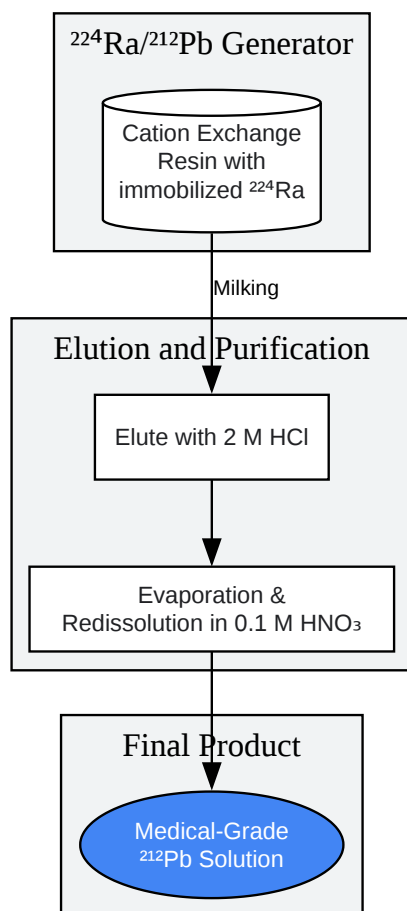 ²²⁴Ra/²¹²Pb Generator
Cation Exchange
Resin with
immobilized ²²⁴Ra
Milking
Elution and Purification
Elute with 2 M HCl
Evaporation &
Redissolution in 0.1 M HNO₃
Final Product
Medical-Grade
²¹²Pb Solution